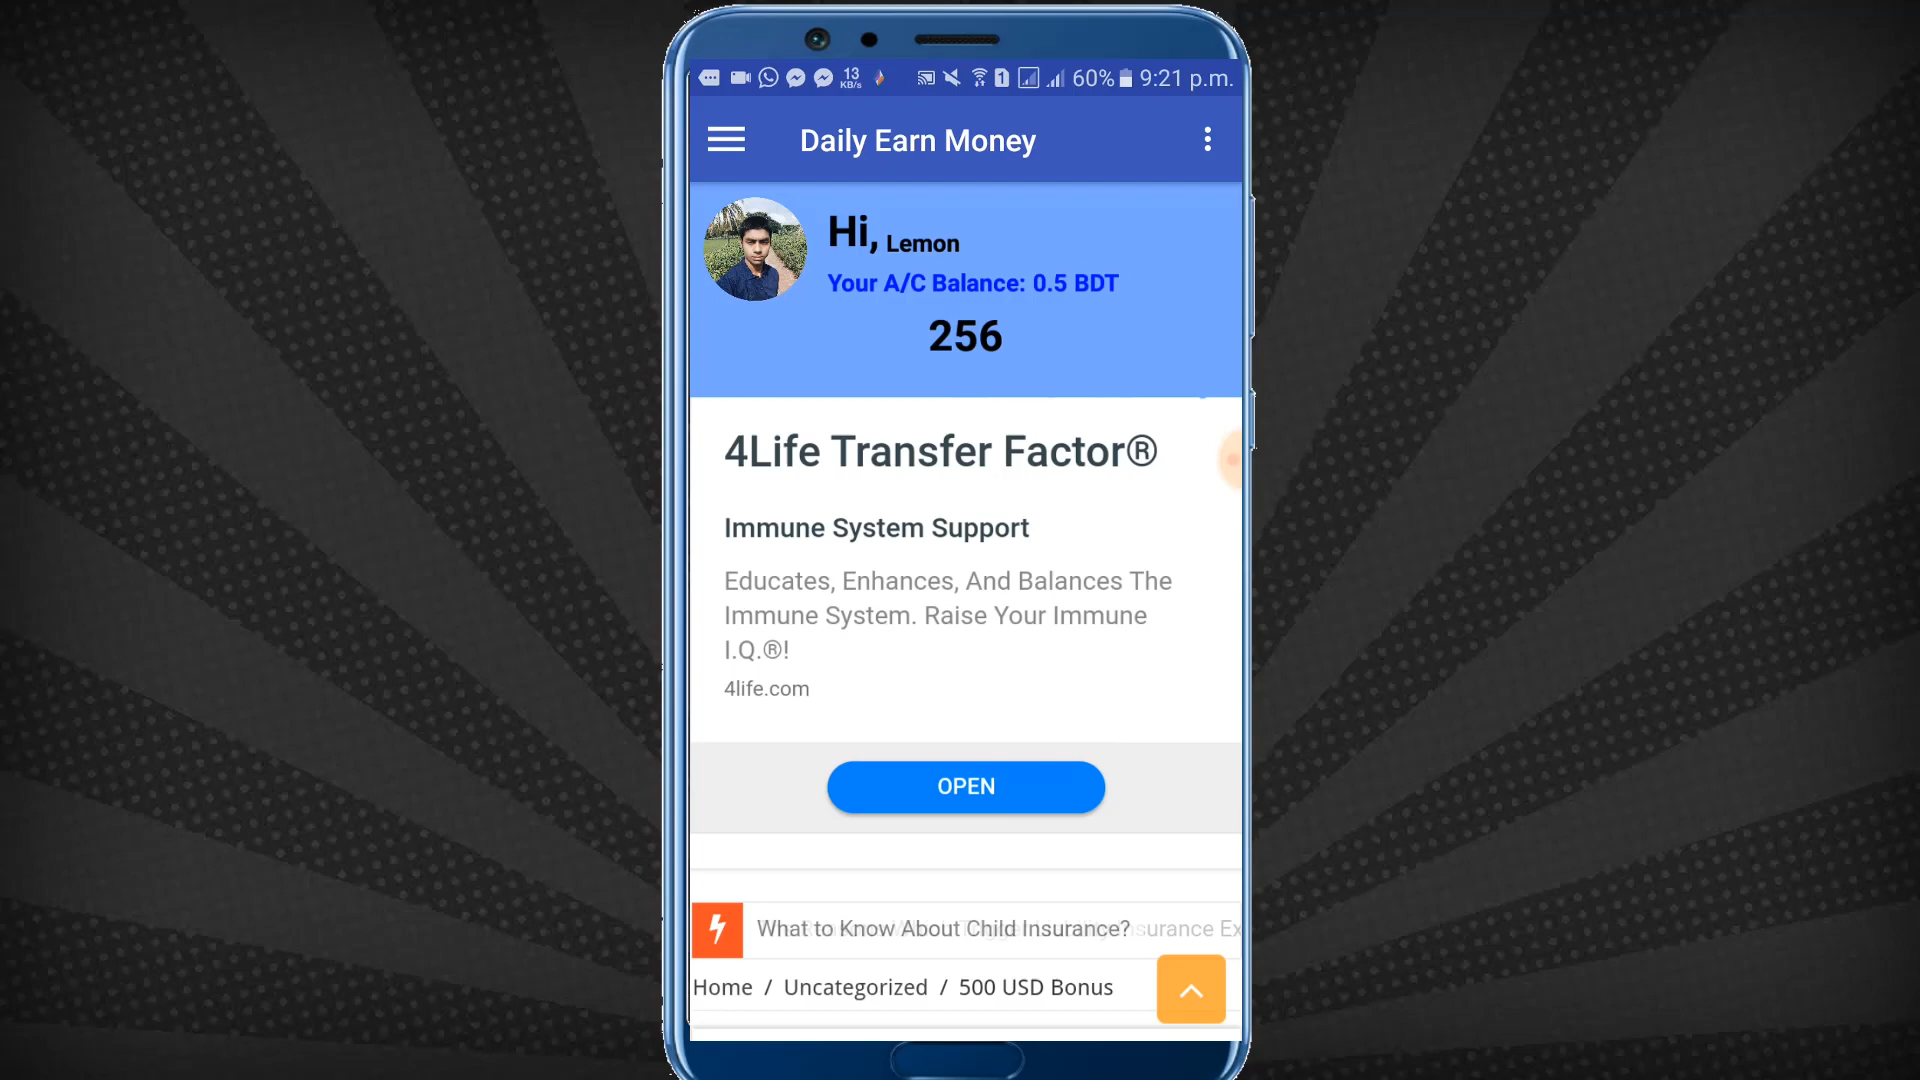 13
KB/s
1
60%
9:21 p.m.
Daily Earn Money
Hi, Lemon
Your A/C Balance: 0.5 BDT
256
4Life Transfer Factor®
Immune System Support
Educates, Enhances, And Balances The
Immune System. Raise Your Immune
I.Q.®!
4life.com
OPEN
What to Know About Child Insurance?
Home / Uncategorized / 500 USD Bonus